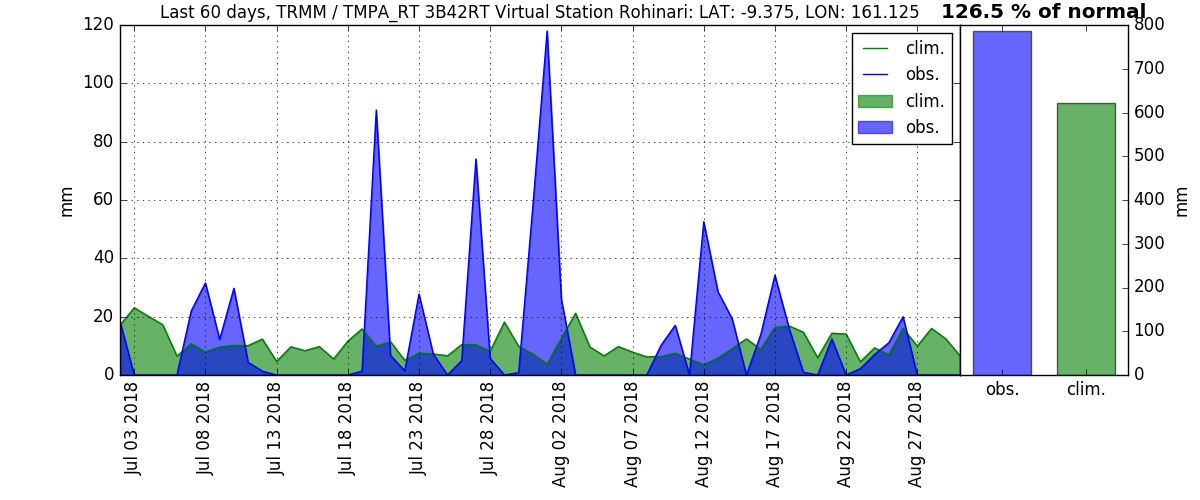 Last 60 days, TRMM / TMPA_RT 3B42RT Virtual Station Rohinari: LAT: -9.375, LON: 161.125
126.5 % of normal
120
100
80
60
40
20
0
mm
clim.
obs.
clim.
obs.
800
700
600
500
400
300
200
100
0
mm
Jul 03 2018
Jul 08 2018
Jul 13 2018
Jul 18 2018
Jul 23 2018
Jul 28 2018
Aug 02 2018
Aug 07 2018
Aug 12 2018
Aug 17 2018
Aug 22 2018
Aug 27 2018
obs.
clim.